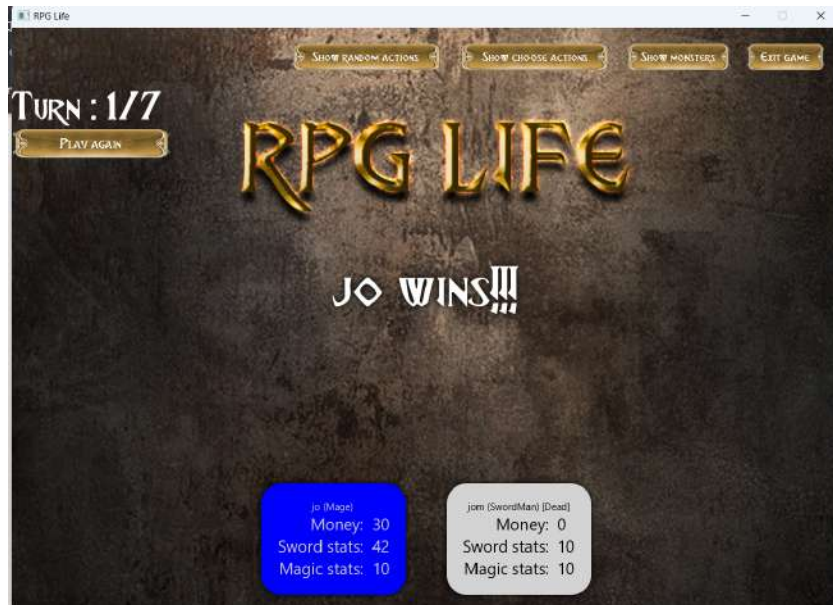 RPG Life
SHOW RANDOM ACTIONS
SHOW CHOOSE ACTIONS
SHOW MONSTERS
EXIT GAME
TURN : 1/7
PLAY AGAIN
RPG LIFE
JO WINS!!!
jo (Mage)
Money: 30
Sword stats: 42
Magic stats: 10
jom (SwordMan) [Dead]
Money: 0
Sword stats: 10
Magic stats: 10